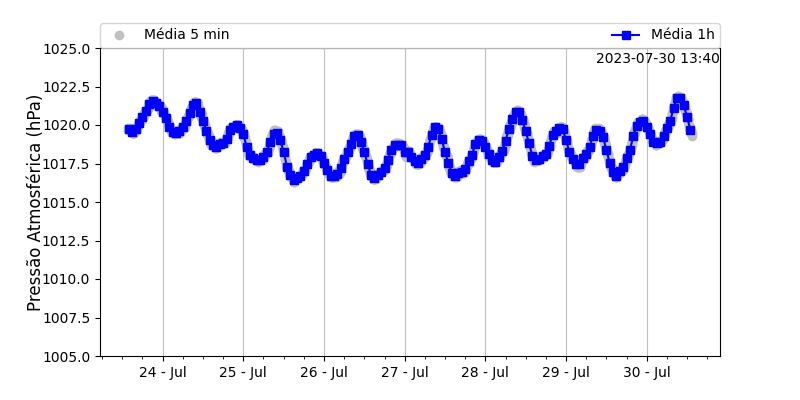 Média 5 min
Média 1h
2023-07-30 13:40
Pressão Atmosférica (hPa)
1025.0
1022.5
1020.0
1017.5
1015.0
1012.5
1010.0
1007.5
1005.0
24 - Jul
25 - Jul
26 - Jul
27 - Jul
28 - Jul
29 - Jul
30 - Jul